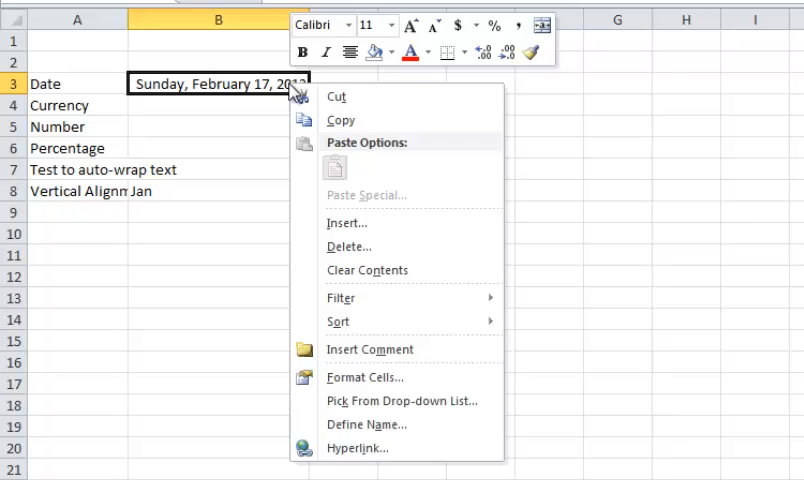 Calibri 11 A A $ % ,
B I A .00 .00
A B G H I
1
2
3 Date Sunday, February 17, 2013
4 Currency
5 Number
6 Percentage
7 Test to auto-wrap text
8 Vertical Alignm Jan
9
10
11
12
13
14
15
16
17
18
19
20
21
Cut
Copy
Paste Options:
Paste Special...
Insert...
Delete...
Clear Contents
Filter
Sort
Insert Comment
Format Cells...
Pick From Drop-down List...
Define Name...
Hyperlink...